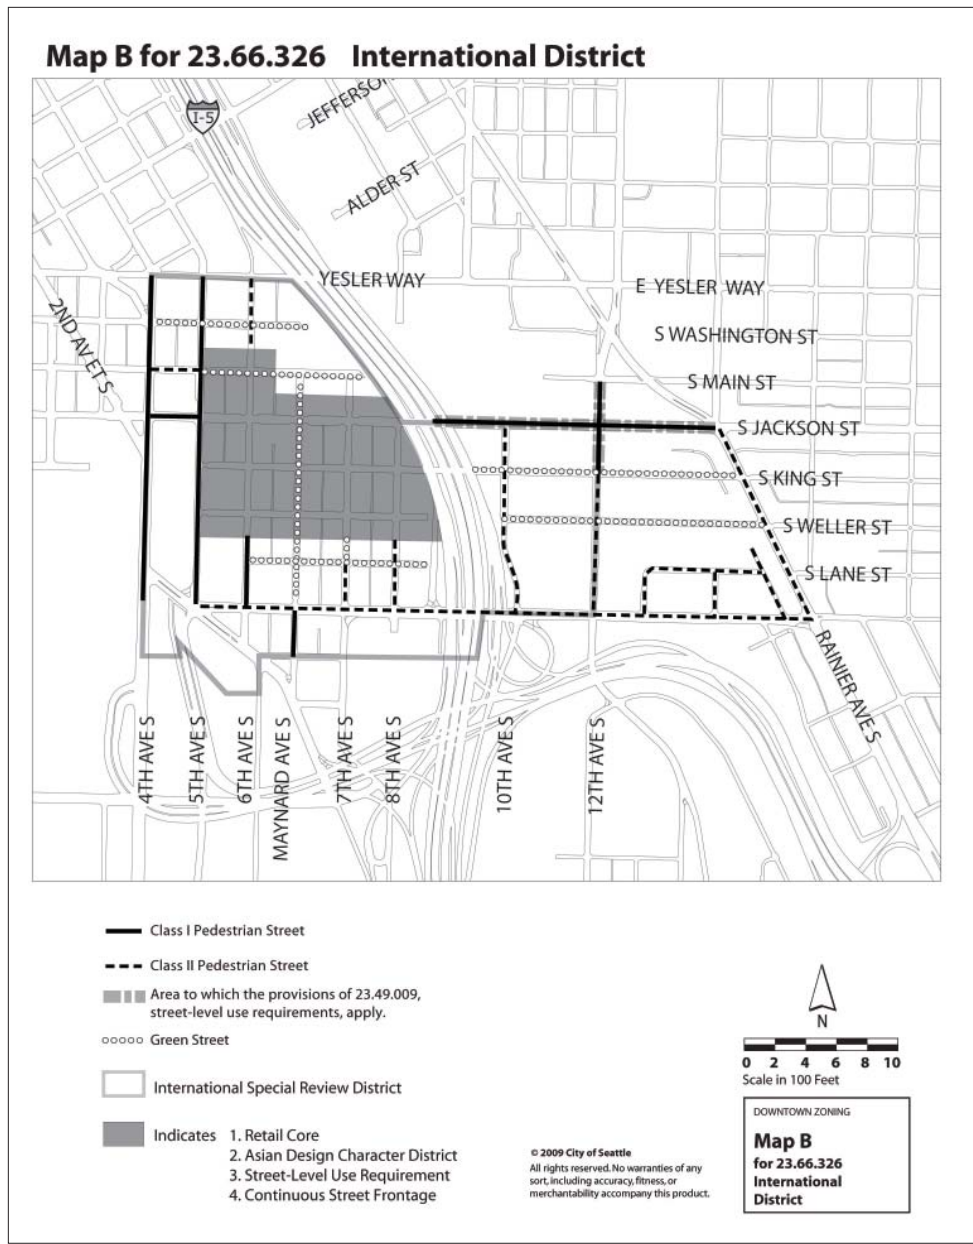 Map B for 23.66.326 International District
I-5
JEFFERSON
ALDER ST
YESLER WAY
E YESLER WAY
2ND AV ET S
S WASHINGTON ST
S MAIN ST
S JACKSON ST
S KING ST
S WELLER ST
S LANE ST
RAINIER AVE S
4TH AVE S
5TH AVE S
6TH AVE S
MAYNARD AVE S
7TH AVE S
8TH AVE S
10TH AVE S
12TH AVE S
Class I Pedestrian Street
Class II Pedestrian Street
Area to which the provisions of 23.49.009,
street-level use requirements, apply.
Green Street
International Special Review District
Indicates 1. Retail Core
2. Asian Design Character District
3. Street-Level Use Requirement
4. Continuous Street Frontage
N
0 2 4 6 8 10
Scale in 100 Feet
© 2009 City of Seattle
All rights reserved. No warranties of any
sort, including accuracy, fitness, or
merchantability accompany this product.
DOWNTOWN ZONING
Map B
for 23.66.326
International
District